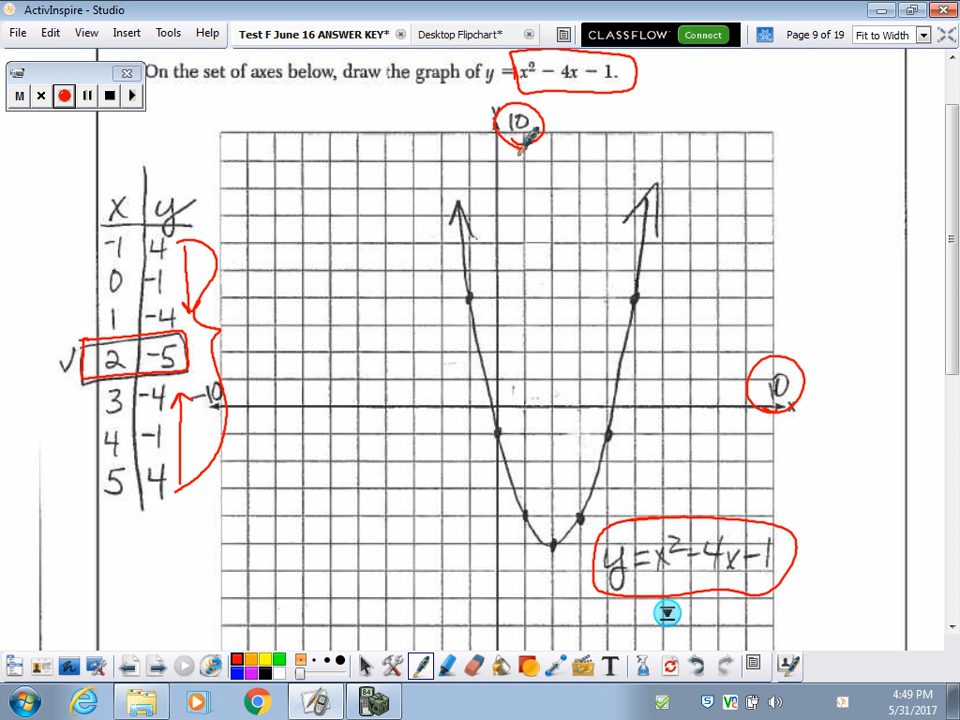 ActivInspire - Studio
File Edit View Insert Tools Help
Test F June 16 ANSWER KEY*
Desktop Flipchart*
CLASSFLOW
Connect
Page 9 of 19
Fit to Width
M
On the set of axes below, draw the graph of y = x² − 4x − 1.
y
10
x y
-1 4
0 -1
1 -4
√ 2 -5
3 -4
4 -1
5 4
-10
10
x
y=x²-4x-1
T
84
4:49 PM
5/31/2017